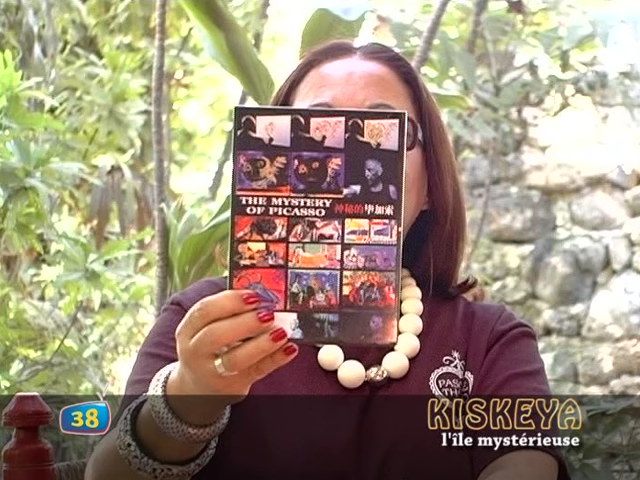 THE MYSTERY
OF PICASSO
神秘的毕加索
38
KISKEYA
l'île mystérieuse